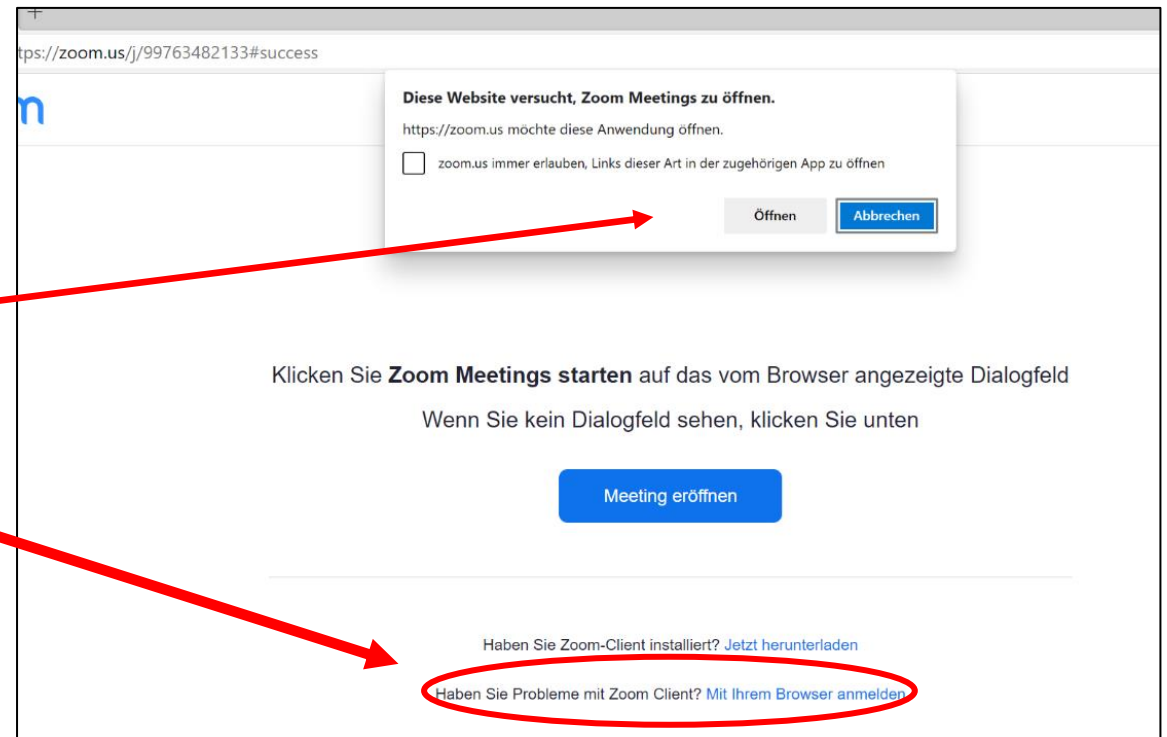 tps://zoom.us/j/99763482133#success
m
Diese Website versucht, Zoom Meetings zu öffnen.
https://zoom.us möchte diese Anwendung öffnen.
zoom.us immer erlauben, Links dieser Art in der zugehörigen App zu öffnen
Öffnen Abbrechen
Klicken Sie Zoom Meetings starten auf das vom Browser angezeigte Dialogfeld
Wenn Sie kein Dialogfeld sehen, klicken Sie unten
Meeting eröffnen
Haben Sie Zoom-Client installiert? Jetzt herunterladen
Haben Sie Probleme mit Zoom Client? Mit Ihrem Browser anmelden